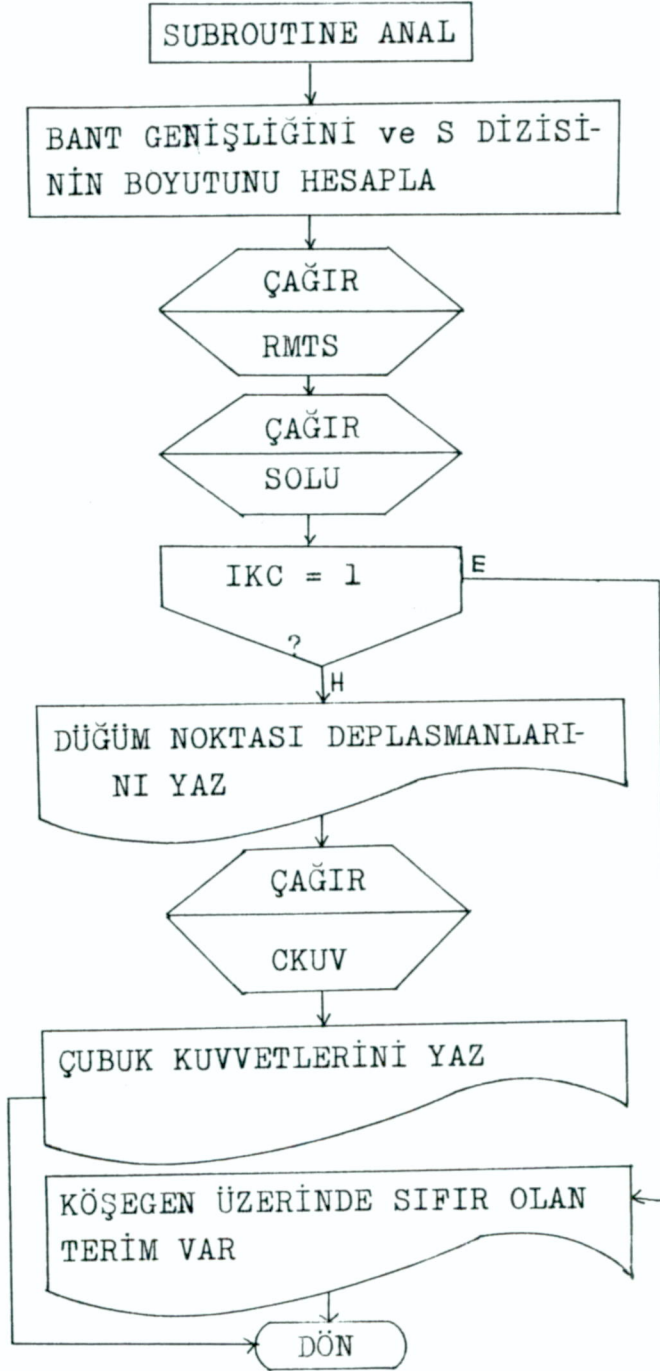 SUBROUTINE ANAL
BANT GENİŞLİĞİNİ ve S DİZİSİ-
NİN BOYUTUNU HESAPLA
ÇAĞIR
RMTS
ÇAĞIR
SOLU
IKC = 1
E
?
H
DÜĞÜM NOKTASI DEPLASMANLARI-
NI YAZ
ÇAĞIR
CKUV
ÇUBUK KUVVETLERİNİ YAZ
KÖŞEGEN ÜZERİNDE SIFIR OLAN
TERİM VAR
DÖN